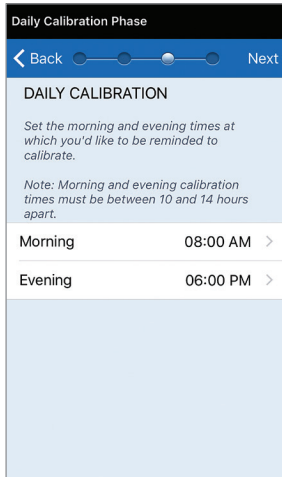 Daily Calibration Phase
Back Next
DAILY CALIBRATION
Set the morning and evening times at
which you'd like to be reminded to
calibrate.
Note: Morning and evening calibration
times must be between 10 and 14 hours
apart.
Morning 08:00 AM
Evening 06:00 PM